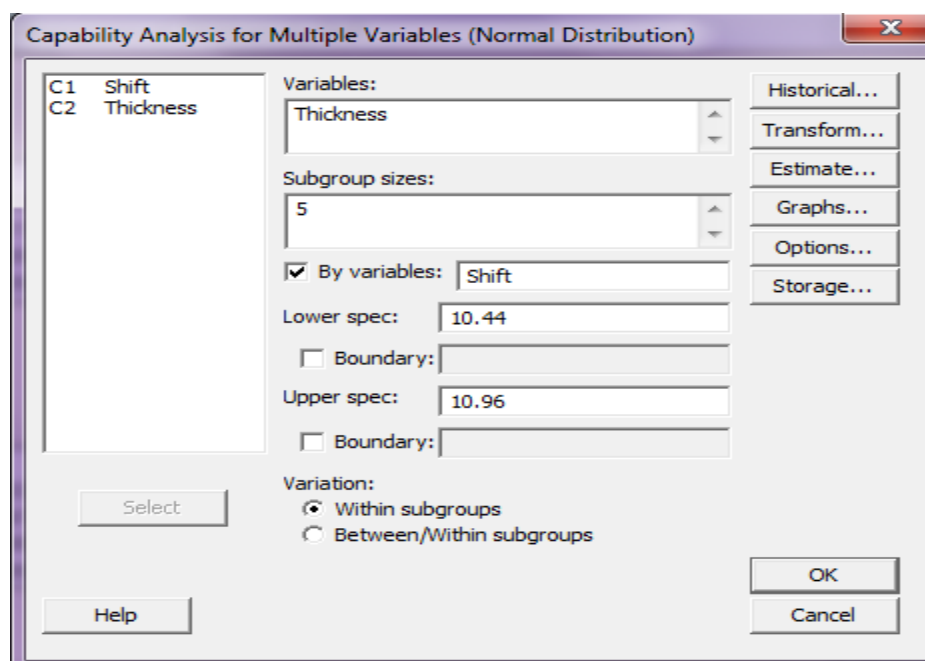 Capability Analysis for Multiple Variables (Normal Distribution)
C1 Shift
C2 Thickness
Variables:
Thickness
Subgroup sizes:
5
By variables: Shift
Lower spec: 10.44
Boundary:
Upper spec: 10.96
Boundary:
Variation:
Within subgroups
Between/Within subgroups
Select
Help
Historical...
Transform...
Estimate...
Graphs...
Options...
Storage...
OK
Cancel